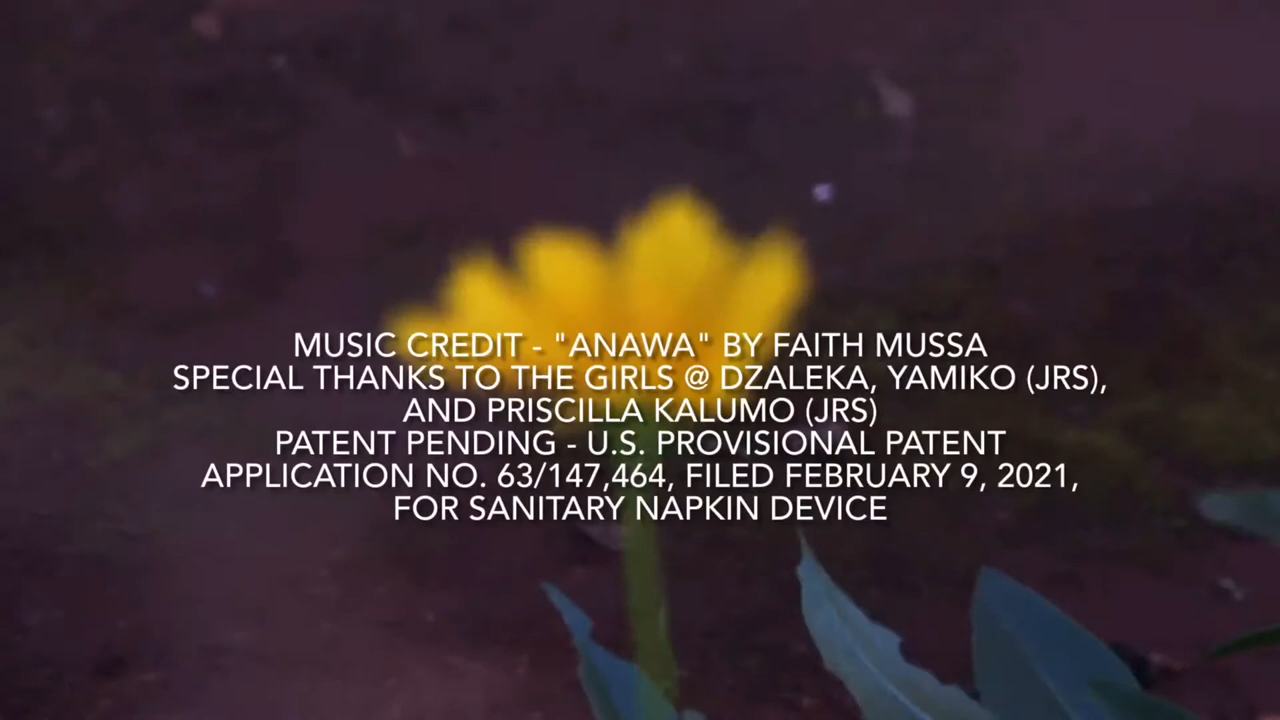 MUSIC CREDIT - "ANAWA" BY FAITH MUSSA
SPECIAL THANKS TO THE GIRLS @ DZALEKA, YAMIKO (JRS),
AND PRISCILLA KALUMO (JRS)
PATENT PENDING - U.S. PROVISIONAL PATENT
APPLICATION NO. 63/147,464, FILED FEBRUARY 9, 2021,
FOR SANITARY NAPKIN DEVICE